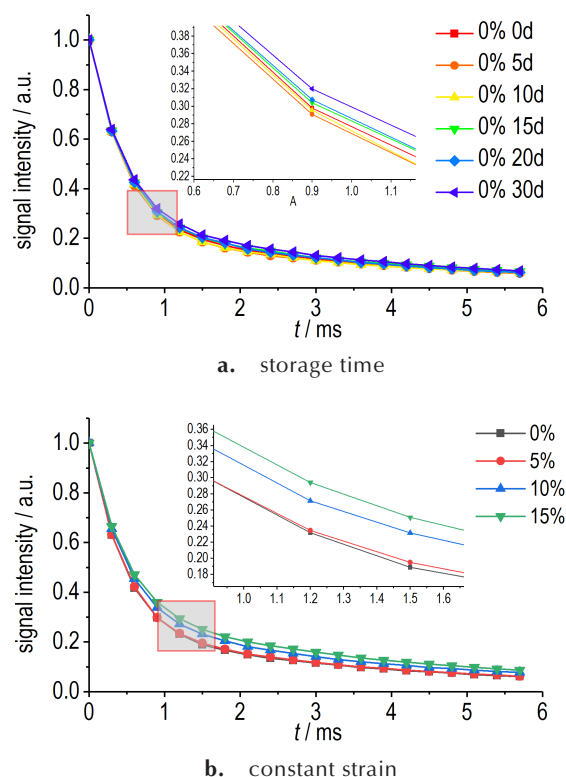 signal intensity / a.u.
1.0
0.8
0.6
0.4
0.2
0.0
0 1 2 3 4 5 6
t / ms
0.38
0.36
0.34
0.32
0.30
0.28
0.26
0.24
0.22
0.6 0.7 0.8 0.9 1.0 1.1
A
0% 0d
0% 5d
0% 10d
0% 15d
0% 20d
0% 30d
a. storage time
signal intensity / a.u.
1.0
0.8
0.6
0.4
0.2
0.0
0 1 2 3 4 5 6
t / ms
0.36
0.34
0.32
0.30
0.28
0.26
0.24
0.22
0.20
0.18
1.0 1.1 1.2 1.3 1.4 1.5 1.6
0%
5%
10%
15%
b. constant strain